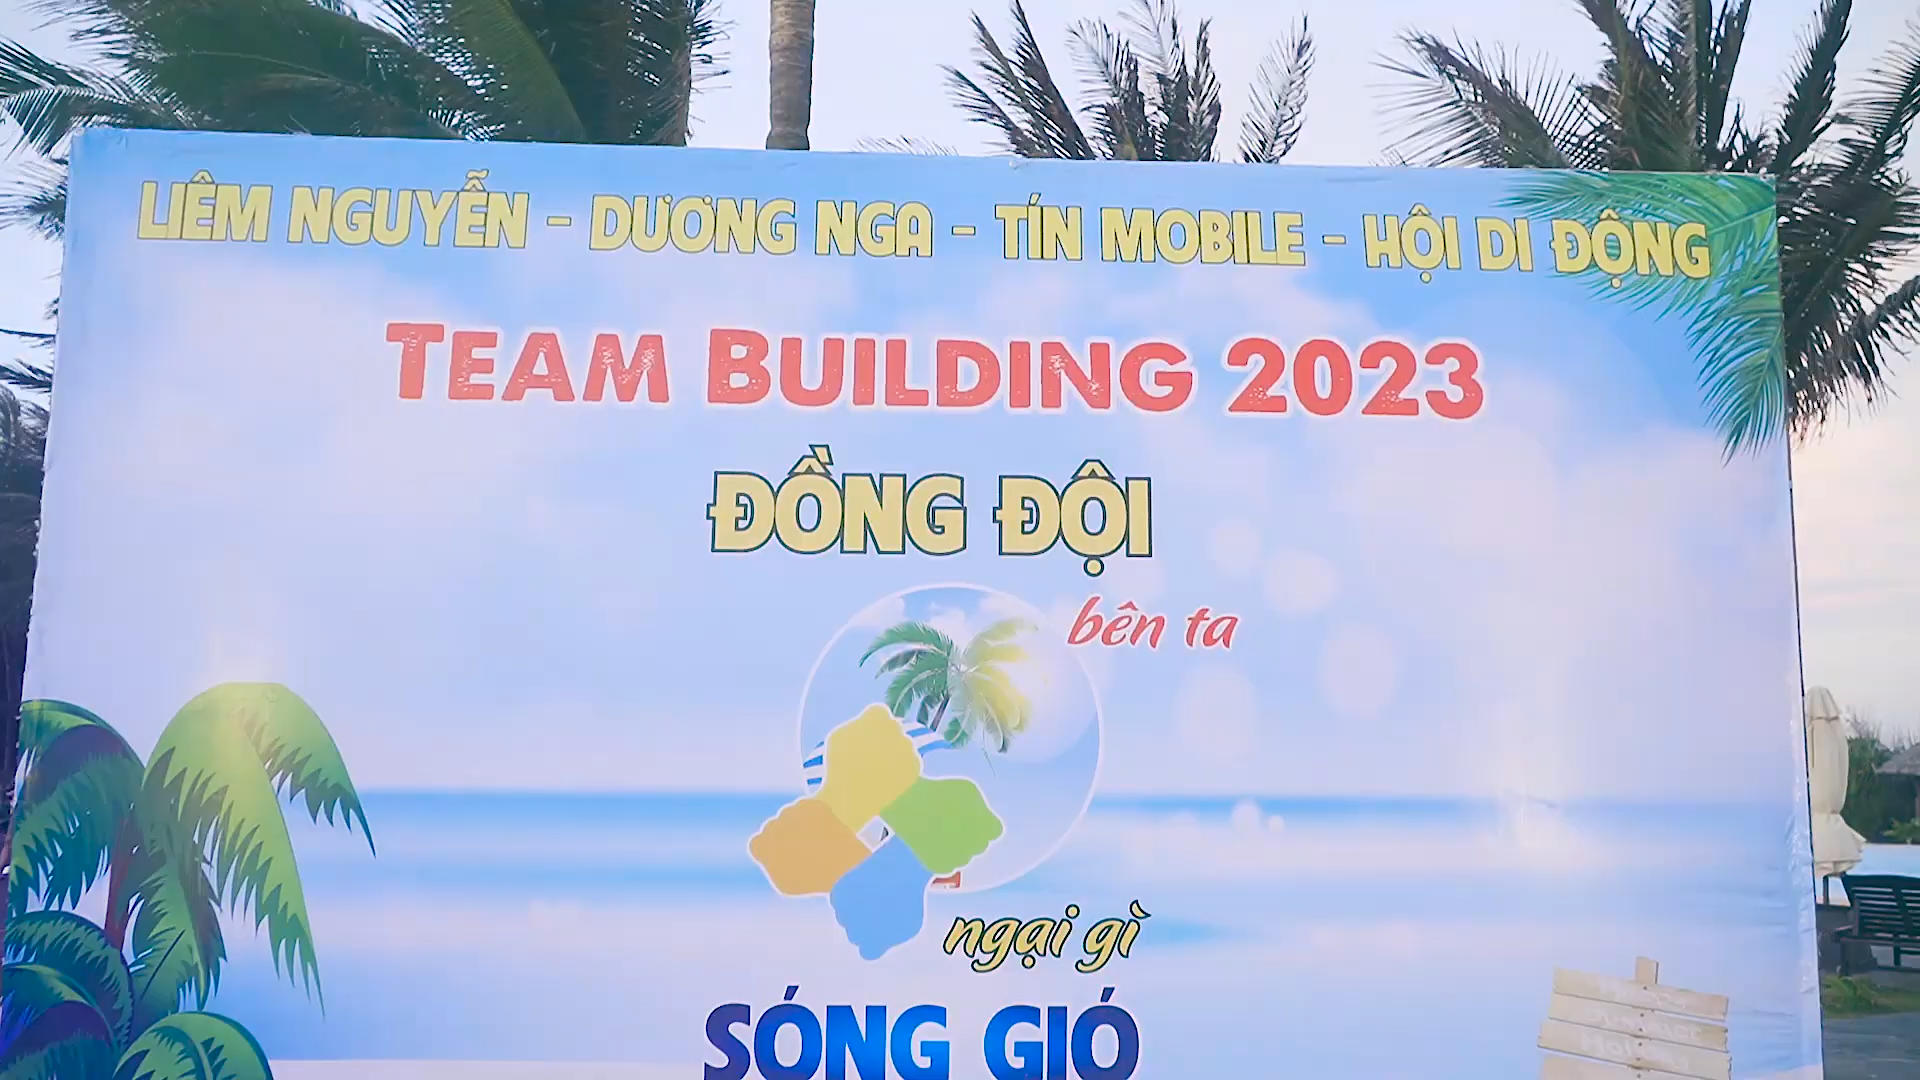 LIÊM NGUYỄN - DƯƠNG NGA - TÍN MOBILE - HỘI DI ĐỘNG
TEAM BUILDING 2023
ĐỒNG ĐỘI
bên ta
ngại gì
SÓNG GIÓ